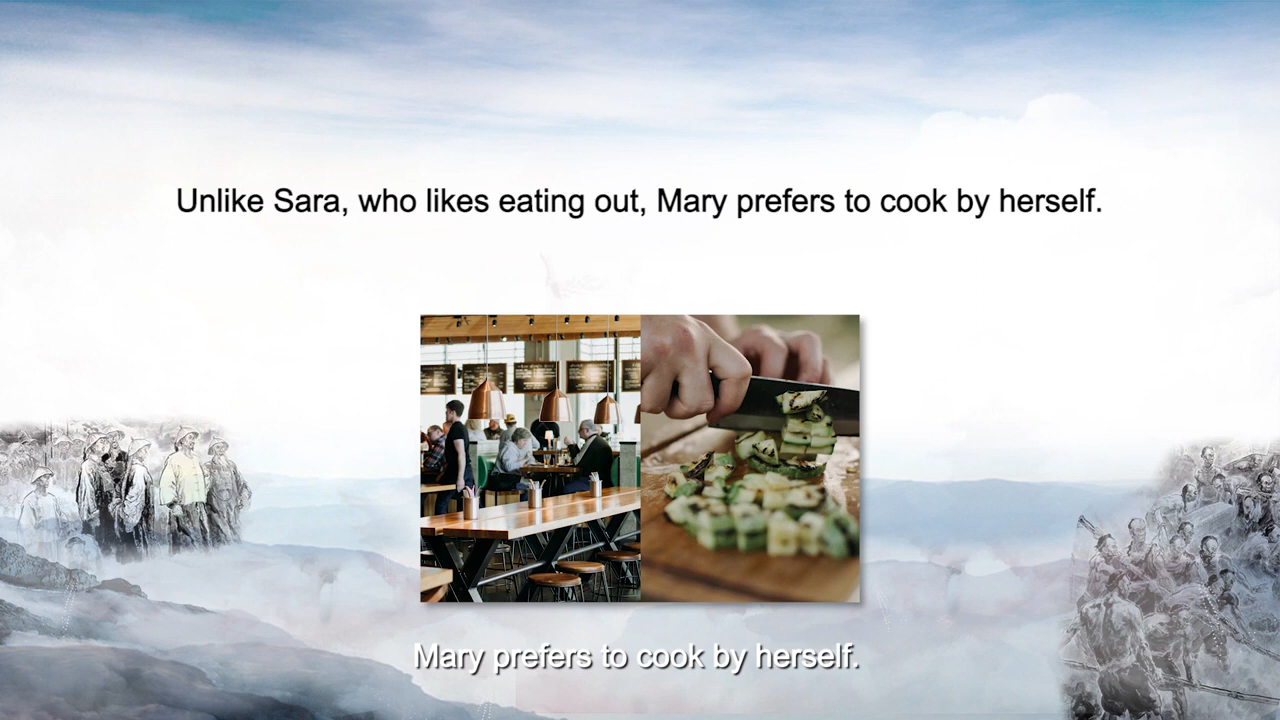 Unlike Sara, who likes eating out, Mary prefers to cook by herself.
Mary prefers to cook by herself.